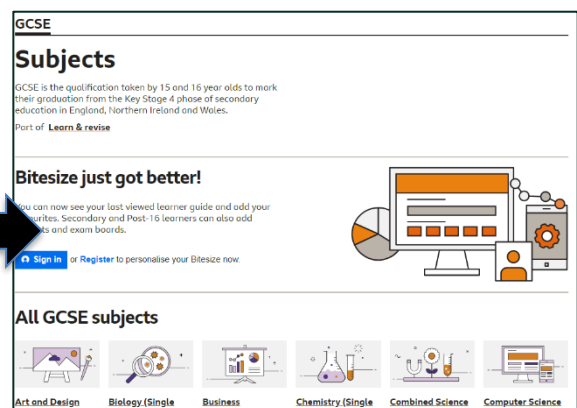 GCSE
Subjects
GCSE is the qualification taken by 15 and 16 year olds to mark
their graduation from the Key Stage 4 phase of secondary
education in England, Northern Ireland and Wales.
Part of Learn & revise
Bitesize just got better!
You can now see your last viewed learner guide and add your
favourites. Secondary and Post-16 learners can also add
and exam boards.
Sign in or Register to personalise your Bitesize now.
All GCSE subjects
Art and Design Biology (Single Business Chemistry (Single Combined Science Computer Science